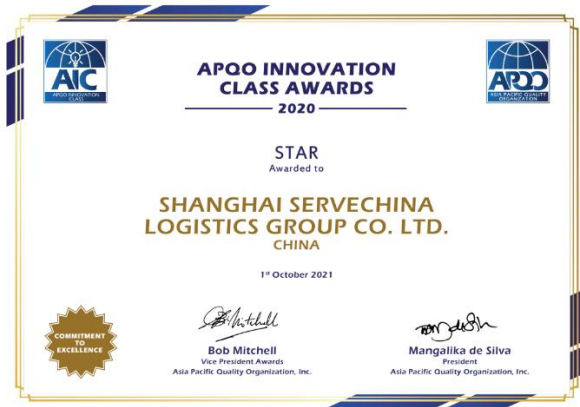 AIC
APQO INNOVATION
CLASS
APQO
ASIA PACIFIC QUALITY
ORGANIZATION
APQO INNOVATION
CLASS AWARDS
2020
STAR
Awarded to
SHANGHAI SERVECHINA
LOGISTICS GROUP CO. LTD.
CHINA
1st October 2021
COMMITMENT
TO
EXCELLENCE
Bob Mitchell
Vice President Awards
Asia Pacific Quality Organization, Inc.
Mangalika de Silva
President
Asia Pacific Quality Organization, Inc.